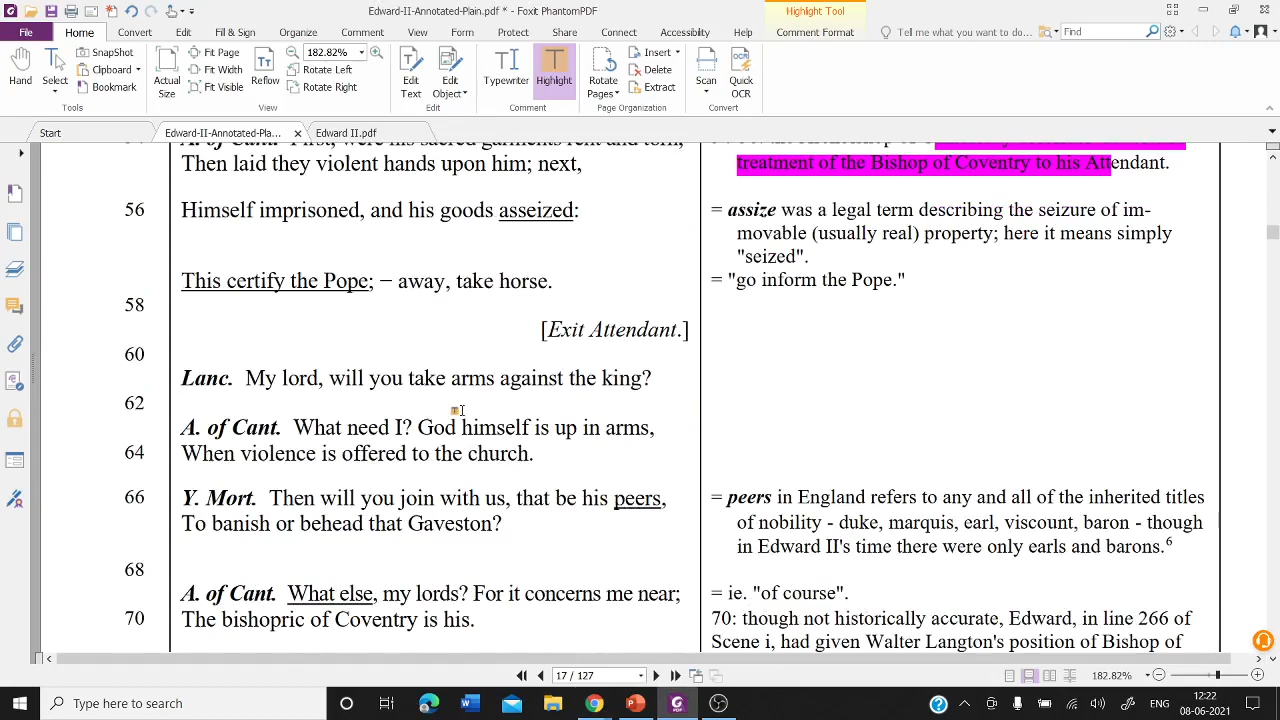 Edward-II-Annotated-Plain.pdf * - Foxit PhantomPDF
Highlight Tool
File Home Convert Edit Fill & Sign Organize Comment View Form Protect Share Connect Accessibility Help Comment Format Tell me what you want to do... Find
Hand
Select
SnapShot
Clipboard
Bookmark
Tools
Actual Size
Fit Page
Fit Width
Fit Visible
Reflow
182.82%
Rotate Left
Rotate Right
View
Edit Text
Edit Object
Edit
Typewriter
Highlight
Comment
Rotate Pages
Insert
Delete
Extract
Page Organization
Scan
Quick OCR
Convert
Start Edward-II-Annotated-Pla... Edward II.pdf
A. of Cant. First, were his sacred garments rent and torn,
Then laid they violent hands upon him; next,
treatment of the Bishop of Coventry to his Attendant.
56 Himself imprisoned, and his goods asseized:
= assize was a legal term describing the seizure of im-
movable (usually real) property; here it means simply
"seized".
This certify the Pope; − away, take horse.
= "go inform the Pope."
58
[Exit Attendant.]
60
Lanc. My lord, will you take arms against the king?
62
A. of Cant. What need I? God himself is up in arms,
64 When violence is offered to the church.
66 Y. Mort. Then will you join with us, that be his peers,
To banish or behead that Gaveston?
= peers in England refers to any and all of the inherited titles
of nobility - duke, marquis, earl, viscount, baron - though
in Edward II's time there were only earls and barons.6
68
A. of Cant. What else, my lords? For it concerns me near;
= ie. "of course".
70 The bishopric of Coventry is his.
70: though not historically accurate, Edward, in line 266 of
Scene i, had given Walter Langton's position of Bishop of
17 / 127
182.82%
Type here to search
ENG
12:22
08-06-2021